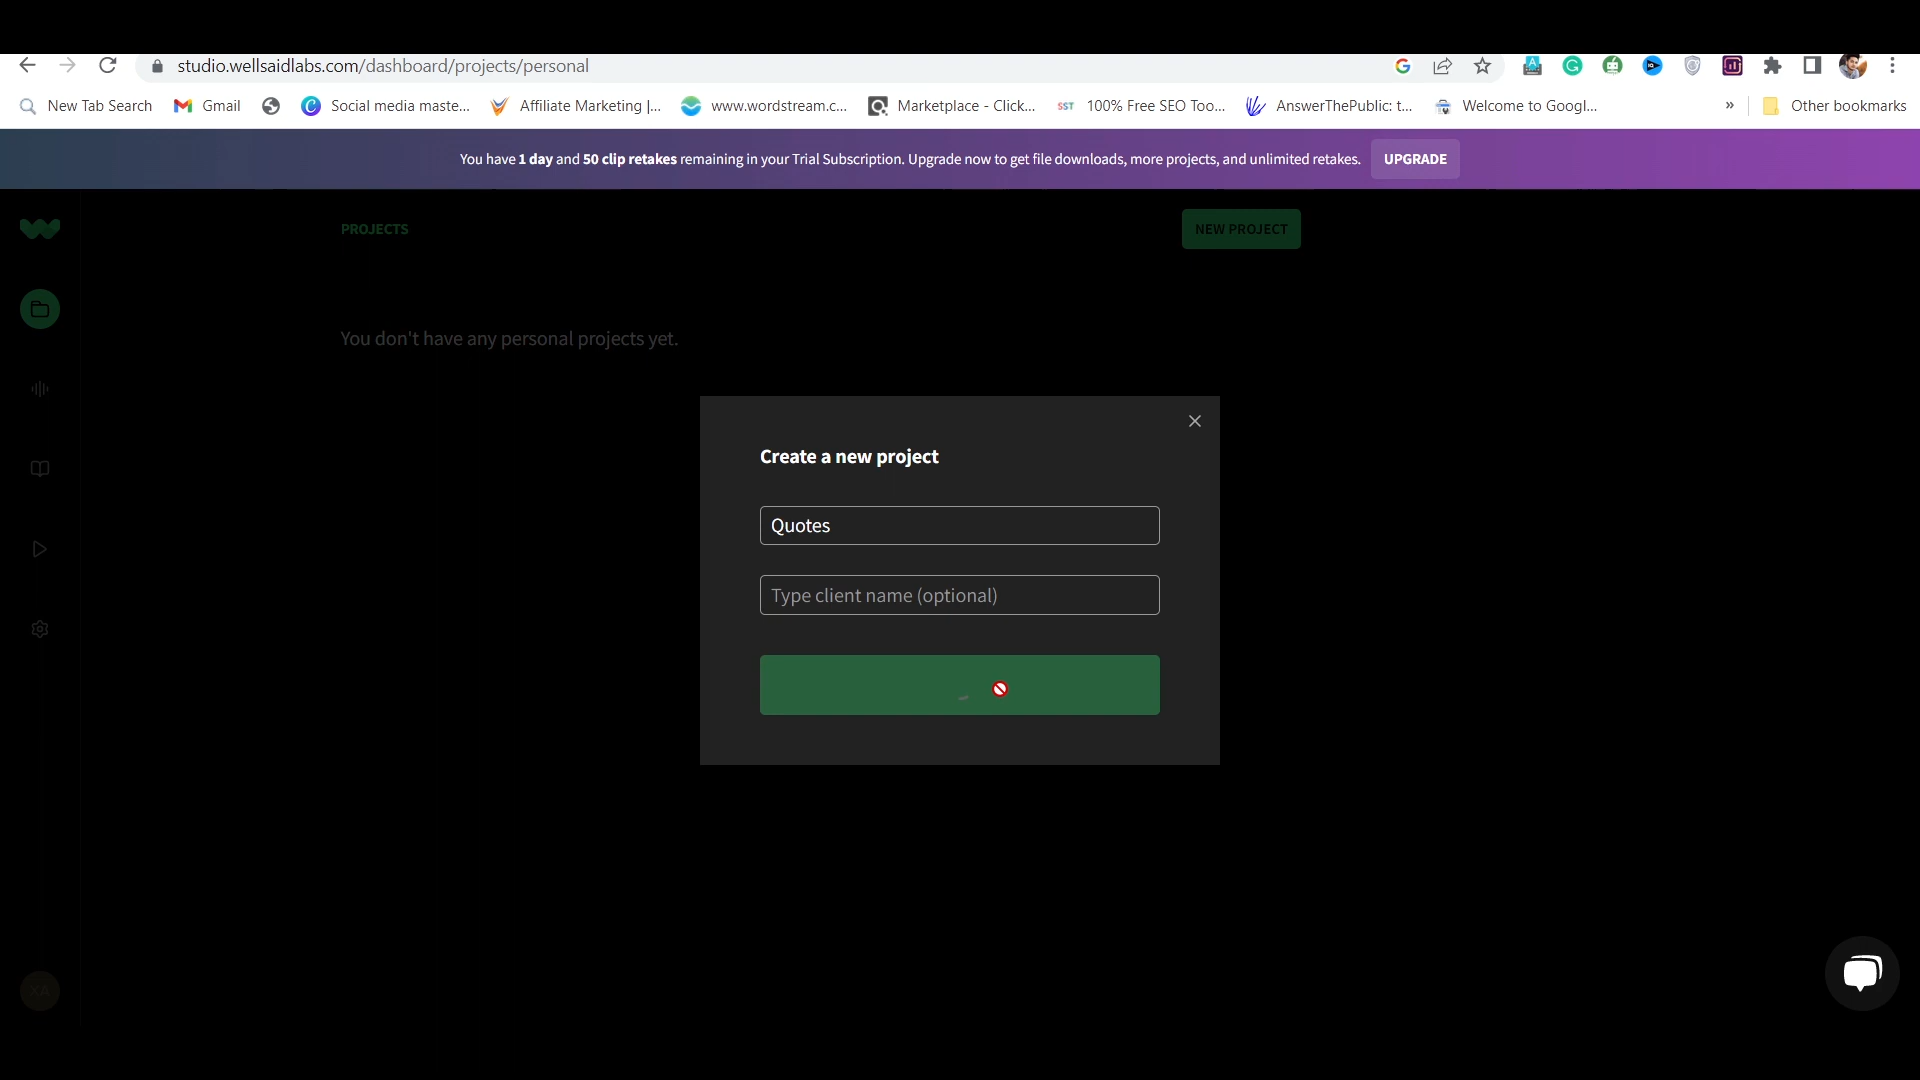 studio.wellsaidlabs.com/dashboard/projects/personal
New Tab Search Gmail Social media maste... Affiliate Marketing |... www.wordstream.c... Marketplace - Click... SST 100% Free SEO Too... AnswerThePublic: t... Welcome to Googl... » Other bookmarks
You have 1 day and 50 clip retakes remaining in your Trial Subscription. Upgrade now to get file downloads, more projects, and unlimited retakes. UPGRADE
PROJECTS NEW PROJECT
You don't have any personal projects yet.
Create a new project
Quotes
Type client name (optional)
XA